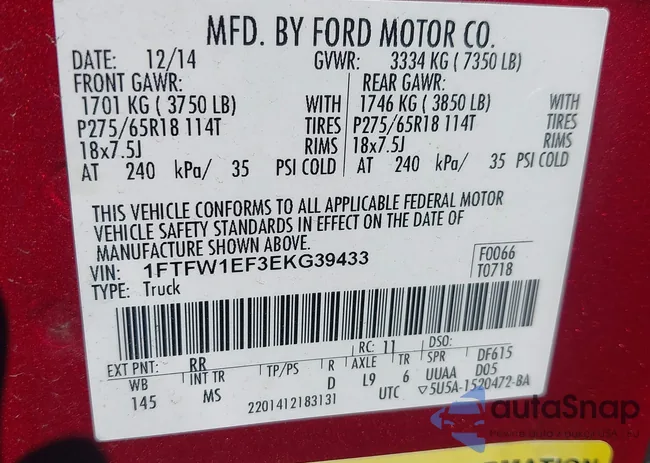 MFD. BY FORD MOTOR CO.
DATE: 12/14 GVWR: 3334 KG ( 7350 LB)
FRONT GAWR: REAR GAWR:
1701 KG ( 3750 LB) WITH 1746 KG ( 3850 LB) WITH
P275/65R18 114T TIRES P275/65R18 114T TIRES
18x7.5J RIMS 18x7.5J RIMS
AT 240 kPa/ 35 PSI COLD AT 240 kPa/ 35 PSI COLD
THIS VEHICLE CONFORMS TO ALL APPLICABLE FEDERAL MOTOR
VEHICLE SAFETY STANDARDS IN EFFECT ON THE DATE OF
MANUFACTURE SHOWN ABOVE.
VIN: 1FTFW1EF3EKG39433 F0066
TYPE: Truck T0718
EXT PNT: RR RC: 11 DSO:
WB INT TR TP/PS R AXLE TR SPR DF615
145 MS D L9 6 UUAA D05
2201412183131 UTC ▽5U5A-1520472-BA
autoSnap